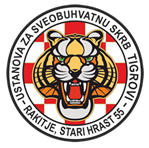 USTANOVA ZA SVEOBUHVATNU SKRB TIGROVI
- RAKITJE, STARI HRAST 55 -